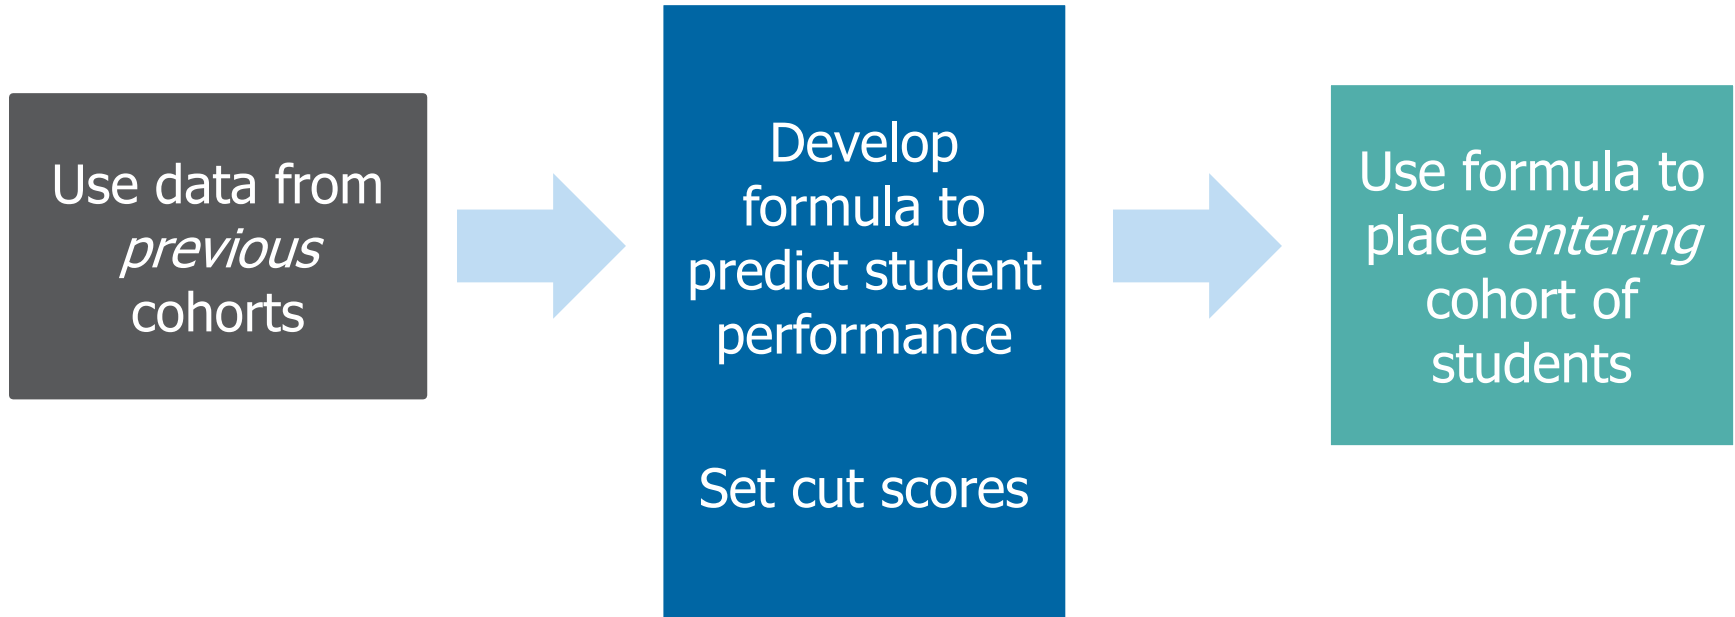 Use data from
previous
cohorts
Develop
formula to
predict student
performance
Set cut scores
Use formula to
place entering
cohort of
students